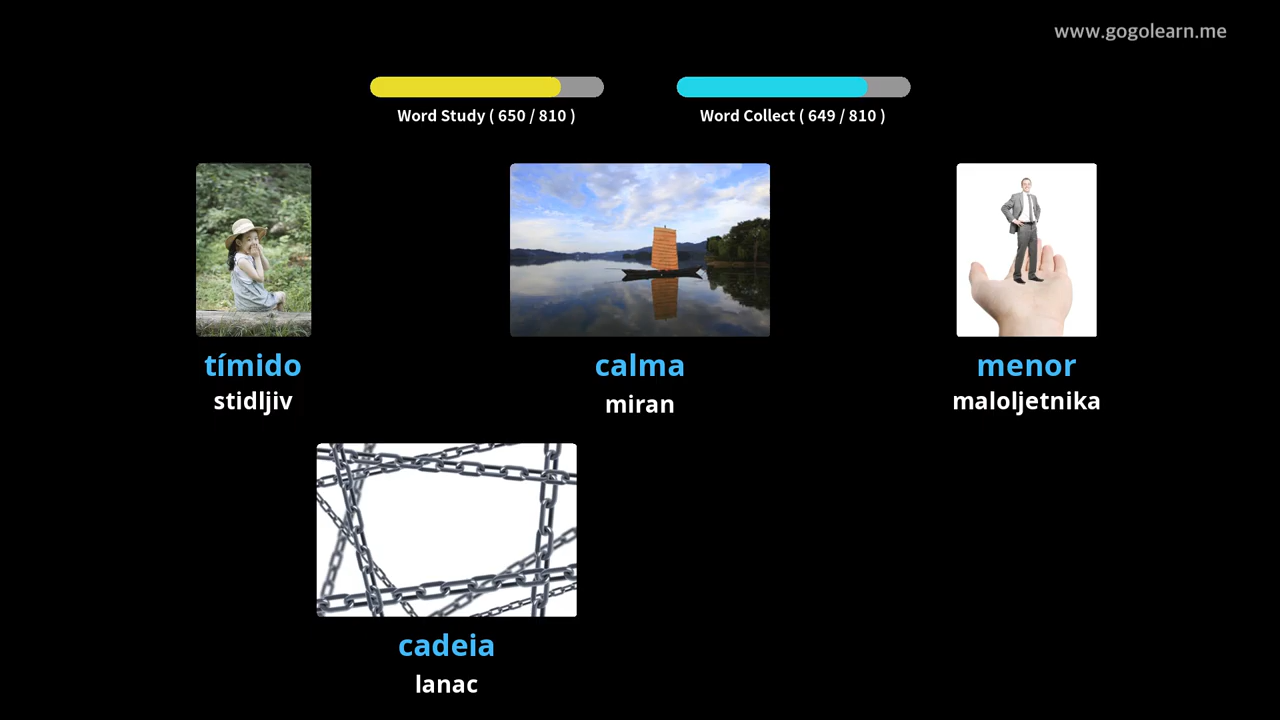 www.gogolearn.me
Word Study ( 650 / 810 )
Word Collect ( 649 / 810 )
tímido
stidljiv
calma
miran
menor
maloljetnika
cadeia
lanac